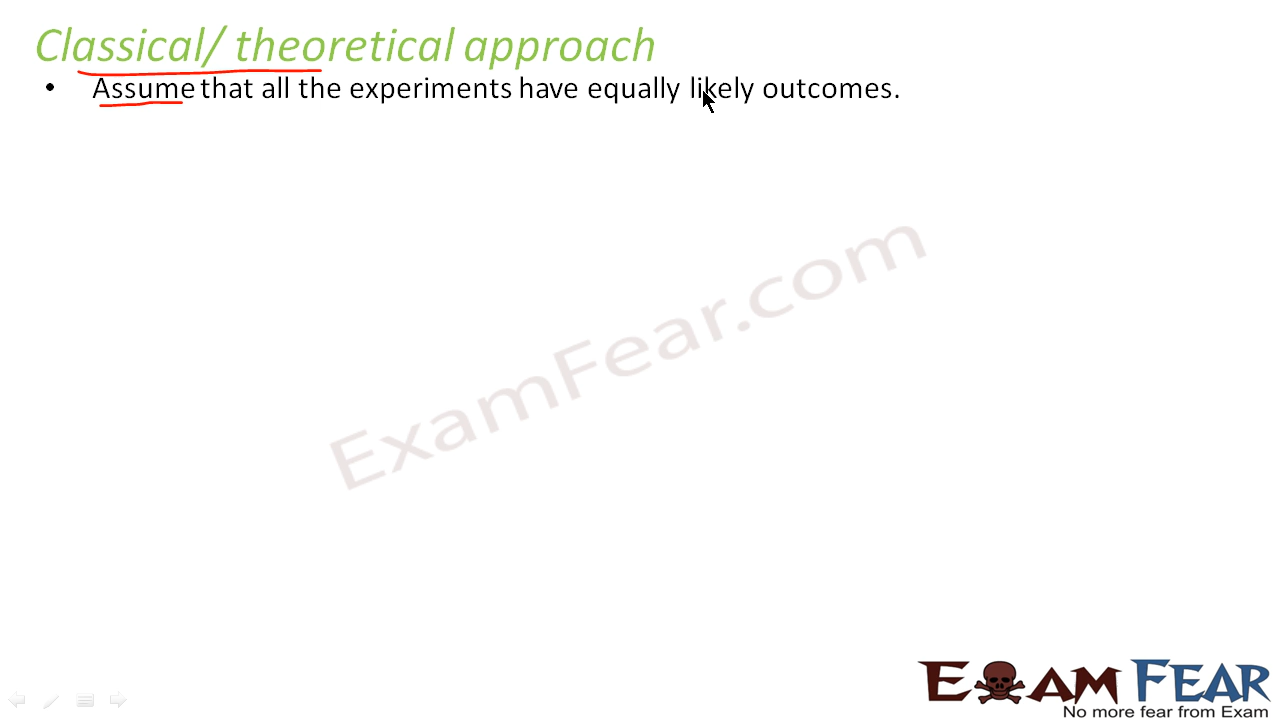 Classical/ theoretical approach
• Assume that all the experiments have equally likely outcomes.
ExamFear.com
EXAM FEAR
No more fear from Exam